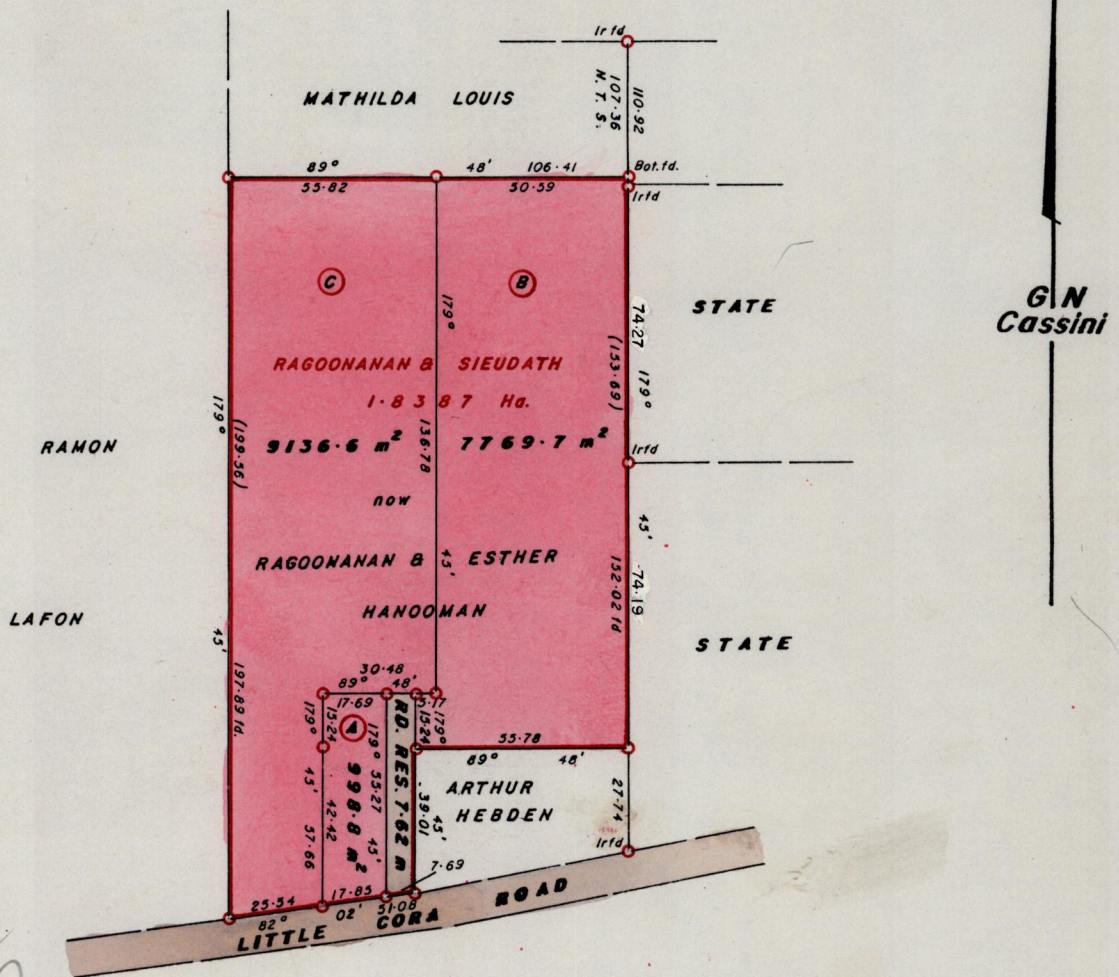 Ir fd
MATHILDA LOUIS
107·36
N. T. S.
110·92
89° 48' 106·41
Bot. fd.
55·82
50·59
Irfd
C
B
179°
74·27
STATE
G N
Cassini
RAGOONANAN & SIEUDATH
(153·69)
179°
1·8387 Ha.
179°
(199·56)
136·78
9136·6 m²
7769·7 m²
RAMON
Irfd
now
45'
RAGOONANAN & ESTHER
45'
152·02 fd
74·19
HANOOMAN
LAFON
45'
STATE
197·89 fd.
30·48
89° 48'
17·69
5·17
179°
15·24
A
179°
RD. RES. 7·62 m
15·24
179°
55·78
89° 48'
998·8 m²
55·27
45'
45'
42·42
57·66
39·01
45'
ARTHUR
HEBDEN
27·74
Irfd
7·69
25·54
17·85
51·08
82° 02'
LITTLE CORA ROAD